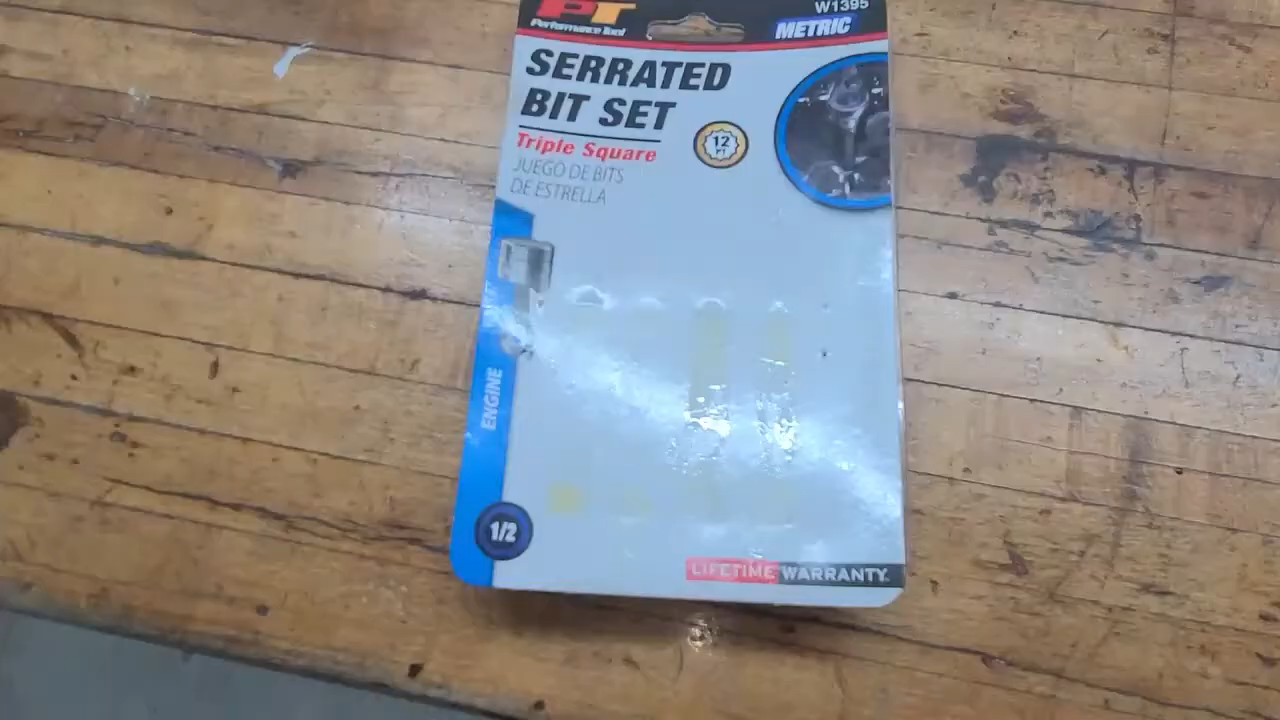 PT
Performance Tool
W1395
METRIC
SERRATED
BIT SET
Triple Square
12
PT
JUEGO DE BITS
DE ESTRELLA
ENGINE
1/2
LIFETIME WARRANTY